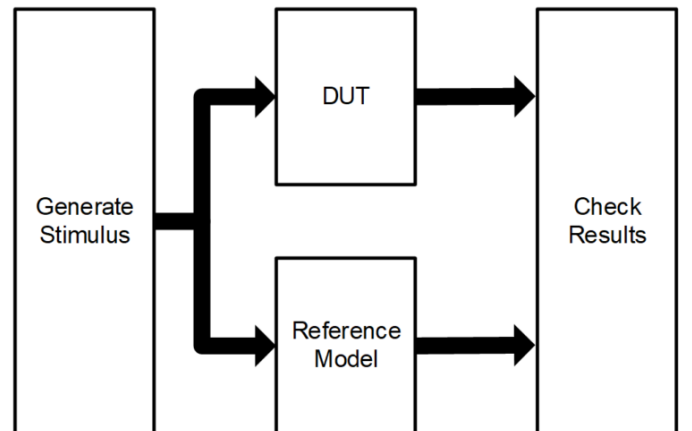 Generate
Stimulus
DUT
Reference
Model
Check
Results